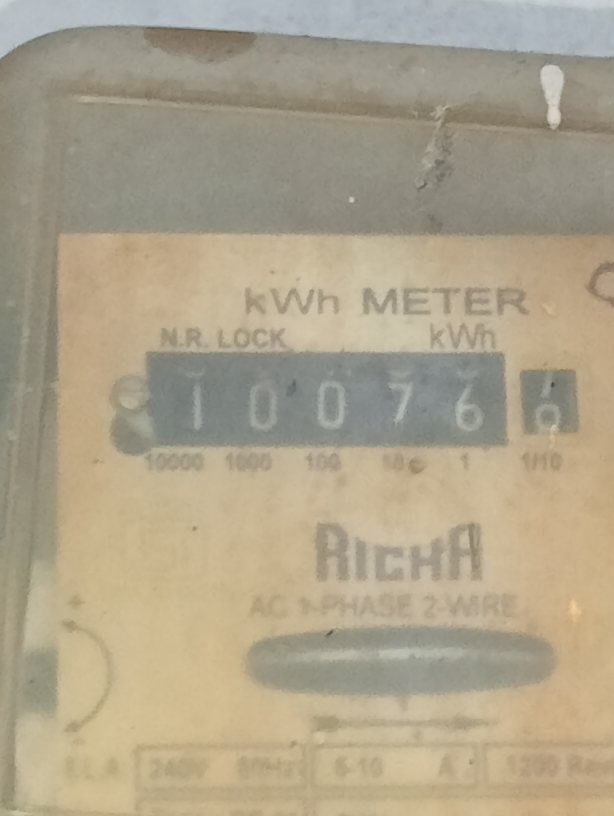 kWh METER
N.R. LOCK kWh
1 0 0 7 6
10000 1000 100 10 1 1/10
RICHA
AC 1-PHASE 2-WIRE
240V 50Hz 5-10 A 1200